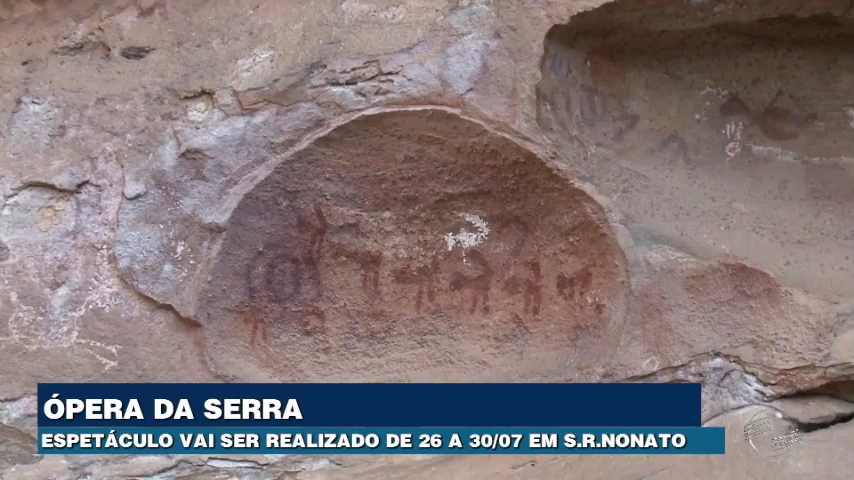 ÓPERA DA SERRA
ESPETÁCULO VAI SER REALIZADO DE 26 A 30/07 EM S.R.NONATO